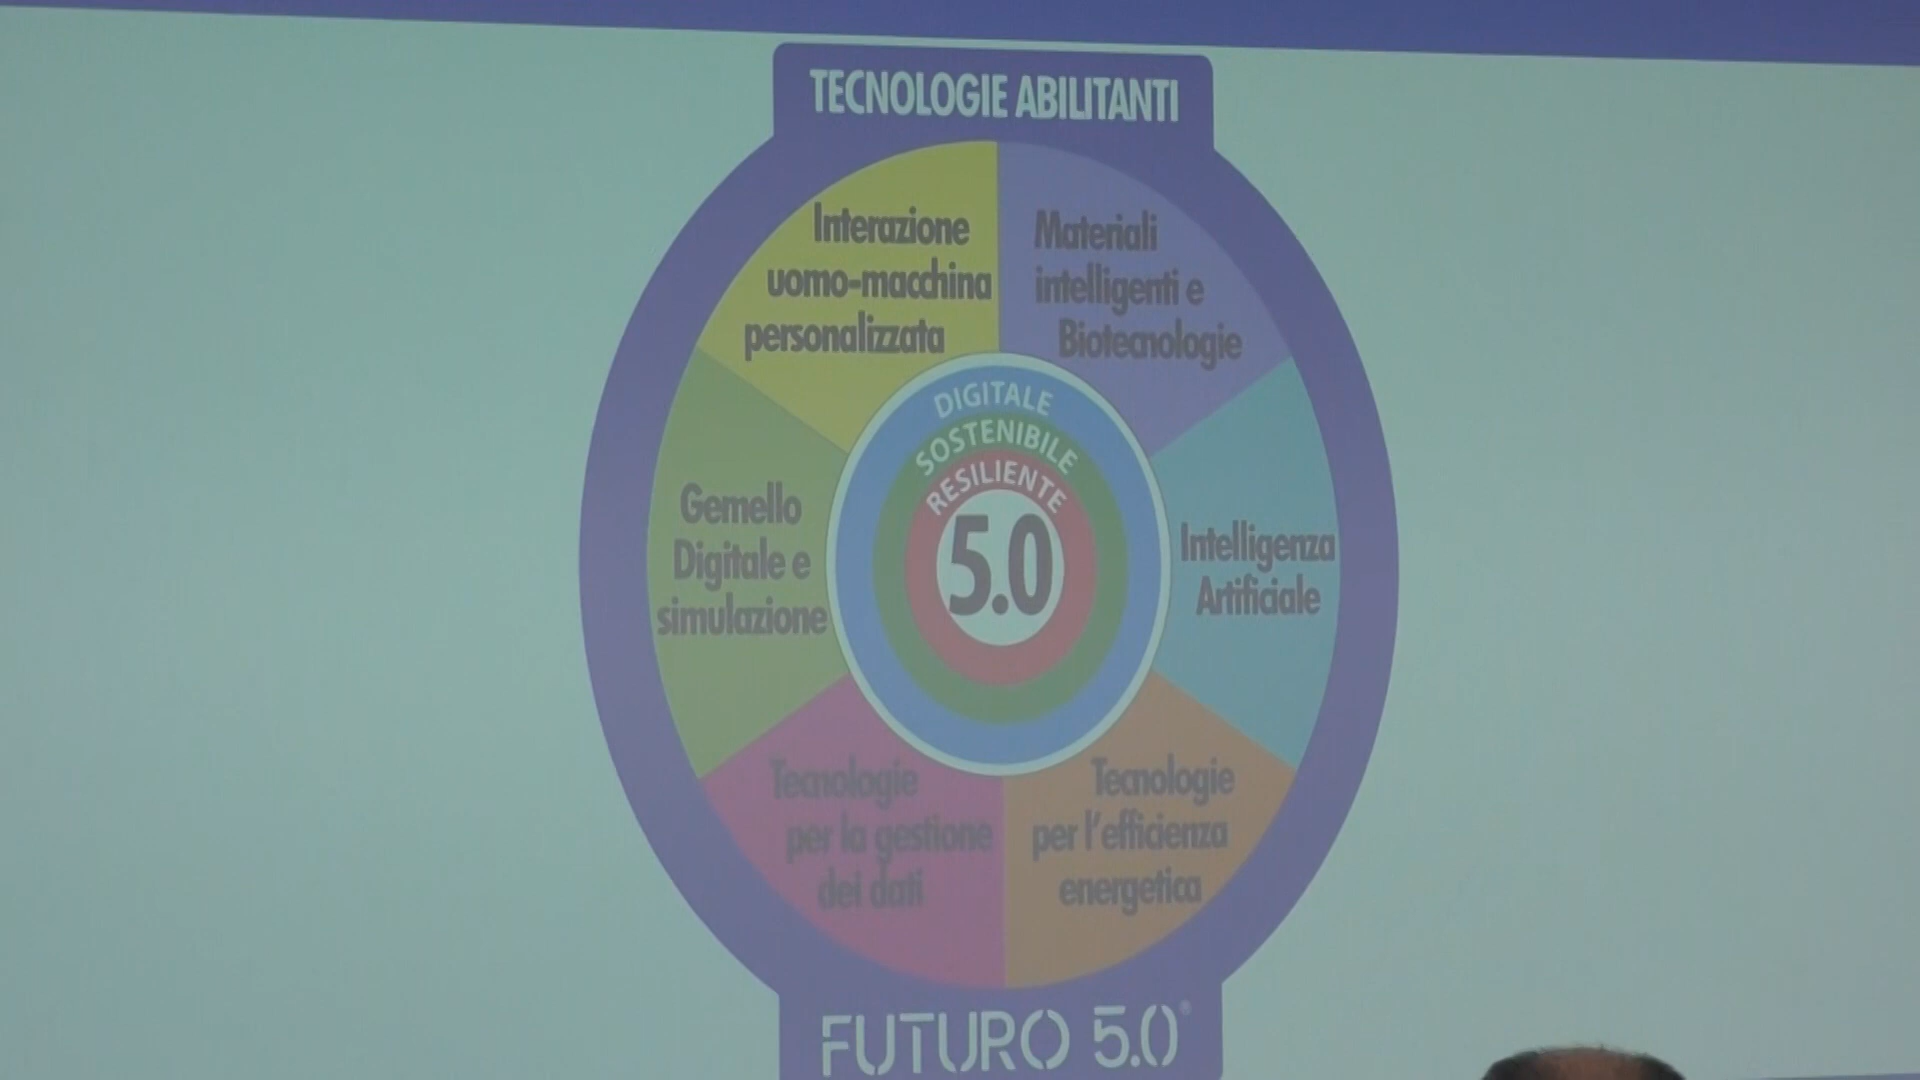 TECNOLOGIE ABILITANTI
Interazione
uomo-macchina
personalizzata
Materiali
intelligenti e
Biotecnologie
DIGITALE
SOSTENIBILE
RESILIENTE
5.0
Gemello
Digitale e
simulazione
Intelligenza
Artificiale
Tecnologie
per la gestione
dei dati
Tecnologie
per l'efficienza
energetica
FUTURO 5.0®